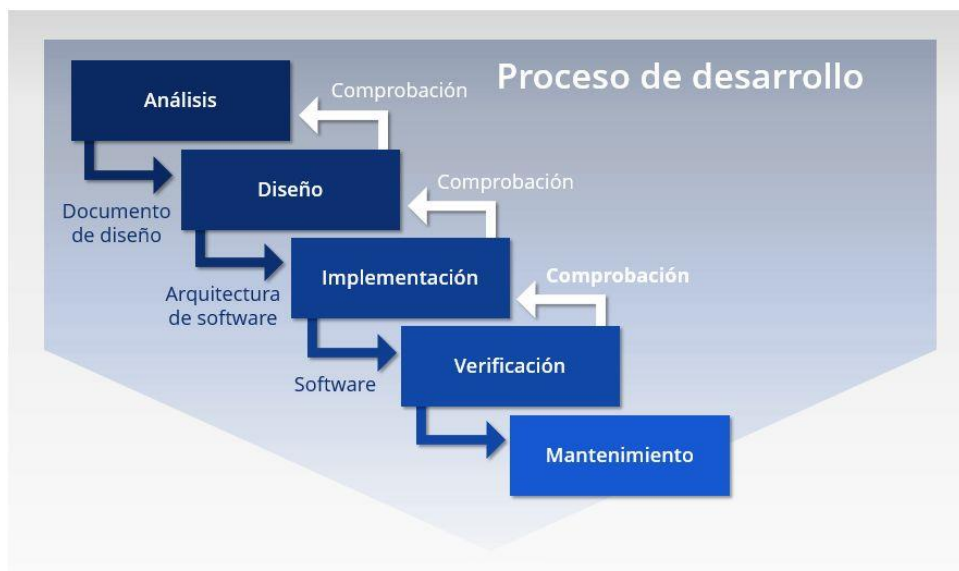 Proceso de desarrollo
Análisis
Comprobación
Diseño
Comprobación
Documento
de diseño
Implementación
Comprobación
Arquitectura
de software
Verificación
Software
Mantenimiento